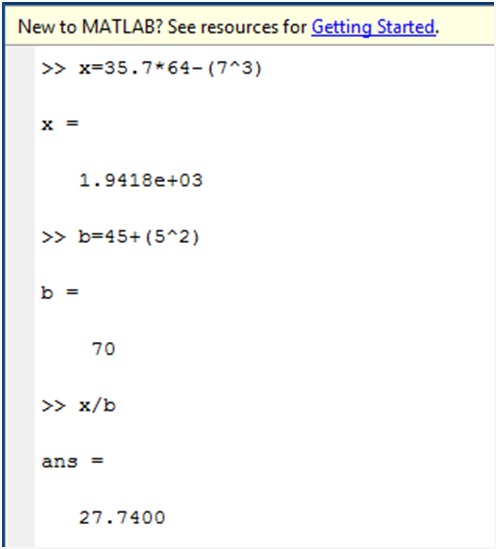 New to MATLAB? See resources for Getting Started.
>> x=35.7*64-(7^3)
x =
1.9418e+03
>> b=45+(5^2)
b =
70
>> x/b
ans =
27.7400